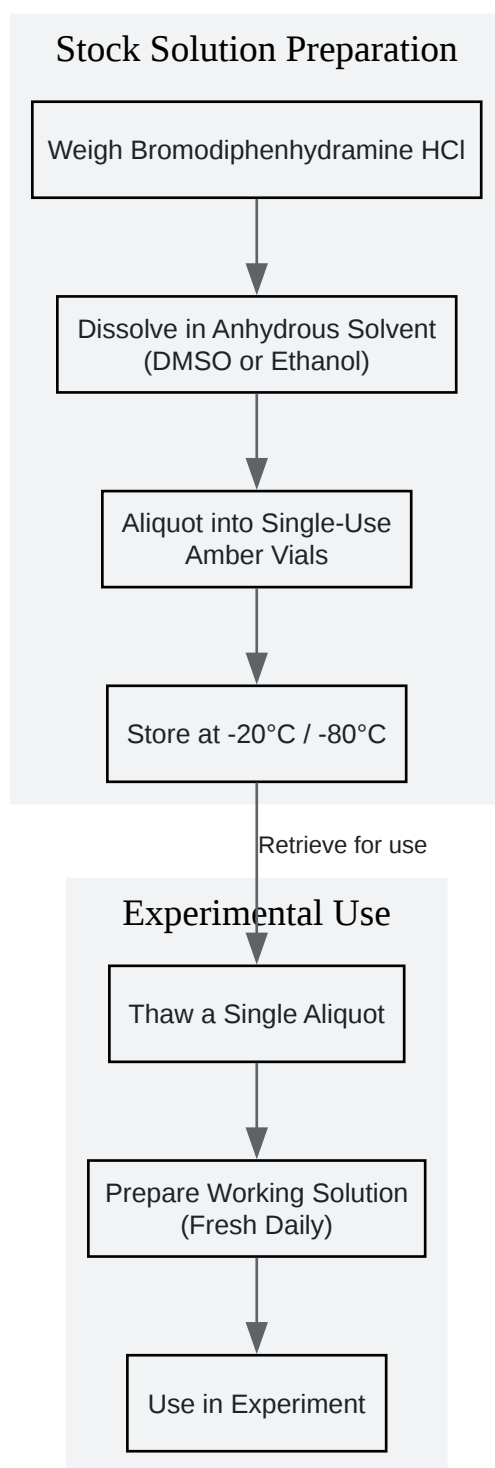 Stock Solution Preparation
Weigh Bromodiphenhydramine HCl
Dissolve in Anhydrous Solvent
(DMSO or Ethanol)
Aliquot into Single-Use
Amber Vials
Store at -20°C / -80°C
Retrieve for use
Experimental Use
Thaw a Single Aliquot
Prepare Working Solution
(Fresh Daily)
Use in Experiment